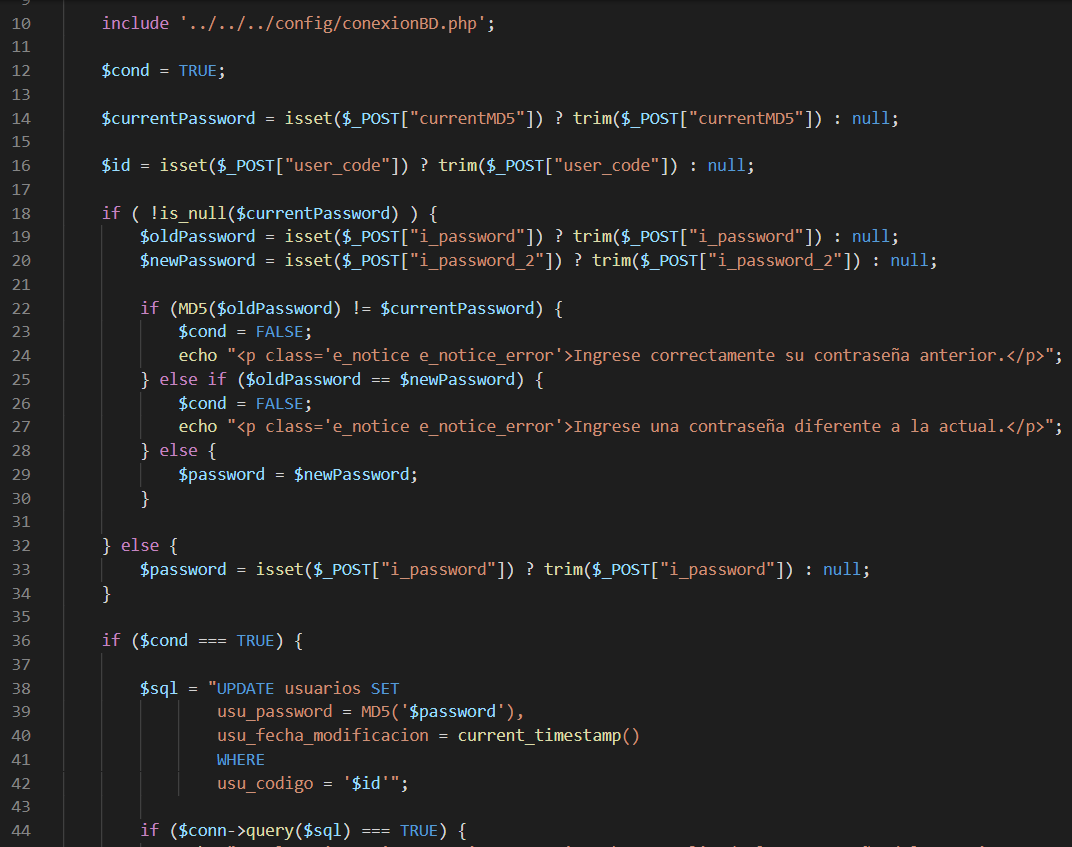 10 include '../../../config/conexionBD.php';
11
12 $cond = TRUE;
13
14 $currentPassword = isset($_POST["currentMD5"]) ? trim($_POST["currentMD5"]) : null;
15
16 $id = isset($_POST["user_code"]) ? trim($_POST["user_code"]) : null;
17
18 if ( !is_null($currentPassword) ) {
19 $oldPassword = isset($_POST["i_password"]) ? trim($_POST["i_password"]) : null;
20 $newPassword = isset($_POST["i_password_2"]) ? trim($_POST["i_password_2"]) : null;
21
22 if (MD5($oldPassword) != $currentPassword) {
23 $cond = FALSE;
24 echo "<p class='e_notice e_notice_error'>Ingrese correctamente su contraseña anterior.</p>";
25 } else if ($oldPassword == $newPassword) {
26 $cond = FALSE;
27 echo "<p class='e_notice e_notice_error'>Ingrese una contraseña diferente a la actual.</p>";
28 } else {
29 $password = $newPassword;
30 }
31
32 } else {
33 $password = isset($_POST["i_password"]) ? trim($_POST["i_password"]) : null;
34 }
35
36 if ($cond === TRUE) {
37
38 $sql = "UPDATE usuarios SET
39 usu_password = MD5('$password'),
40 usu_fecha_modificacion = current_timestamp()
41 WHERE
42 usu_codigo = '$id'";
43
44 if ($conn->query($sql) === TRUE) {